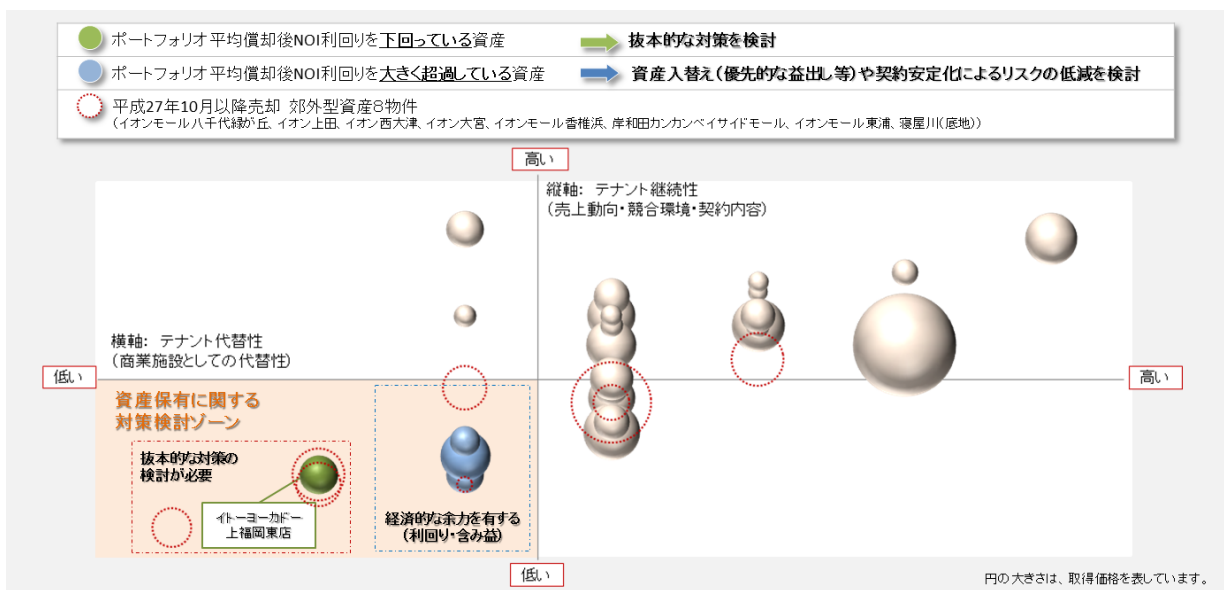 ポートフォリオ平均償却後NOI利回りを下回っている資産
抜本的な対策を検討
ポートフォリオ平均償却後NOI利回りを大きく超過している資産
資産入替え(優先的な益出し等)や契約安定化によるリスクの低減を検討
平成27年10月以降売却 郊外型資産8物件
(イオンモール八千代緑が丘、イオン上田、イオン西大津、イオン大宮、イオンモール香椎浜、岸和田カンカンベイサイドモール、イオンモール東浦、寝屋川(底地))
高い
縦軸: テナント継続性
(売上動向・競合環境・契約内容)
横軸: テナント代替性
(商業施設としての代替性)
低い
高い
資産保有に関する
対策検討ゾーン
抜本的な対策の
検討が必要
イトーヨーカドー
上福岡東店
経済的な余力を有する
(利回り・含み益)
低い
円の大きさは、取得価格を表しています。